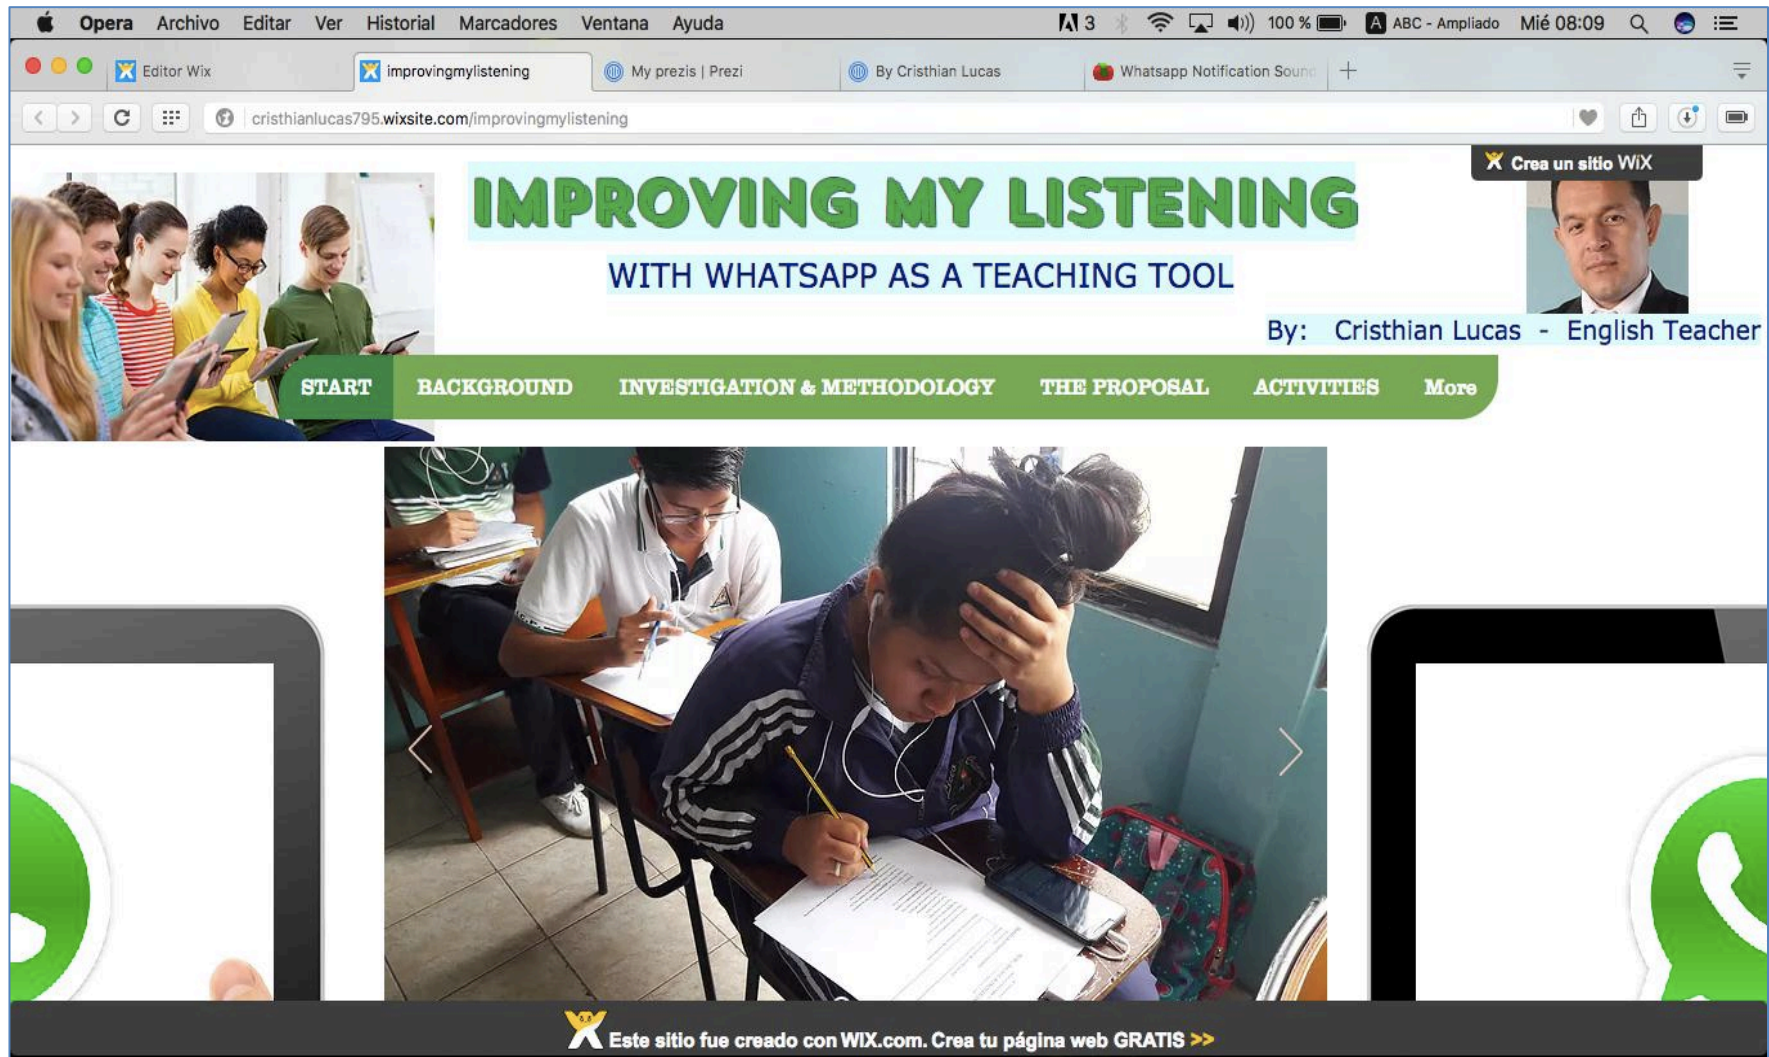 Opera Archivo Editar Ver Historial Marcadores Ventana Ayuda 3 100 % A ABC - Ampliado Mié 08:09
Editor Wix improvingmylistening My prezis | Prezi By Cristhian Lucas Whatsapp Notification Sound
cristhianlucas795.wixsite.com/improvingmylistening
Crea un sitio WiX
IMPROVING MY LISTENING
WITH WHATSAPP AS A TEACHING TOOL
By: Cristhian Lucas - English Teacher
START BACKGROUND INVESTIGATION & METHODOLOGY THE PROPOSAL ACTIVITIES More
Este sitio fue creado con WIX.com. Crea tu página web GRATIS >>